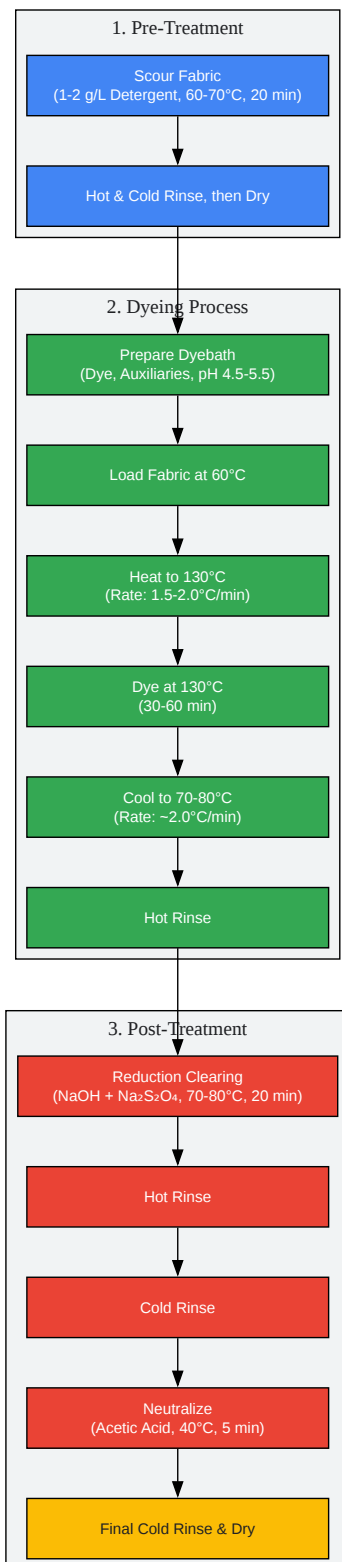 1. Pre-Treatment
Scour Fabric
(1-2 g/L Detergent, 60-70°C, 20 min)
Hot & Cold Rinse, then Dry
2. Dyeing Process
Prepare Dyebath
(Dye, Auxiliaries, pH 4.5-5.5)
Load Fabric at 60°C
Heat to 130°C
(Rate: 1.5-2.0°C/min)
Dye at 130°C
(30-60 min)
Cool to 70-80°C
(Rate: ~2.0°C/min)
Hot Rinse
3. Post-Treatment
Reduction Clearing
(NaOH + Na₂S₂O₄, 70-80°C, 20 min)
Hot Rinse
Cold Rinse
Neutralize
(Acetic Acid, 40°C, 5 min)
Final Cold Rinse & Dry